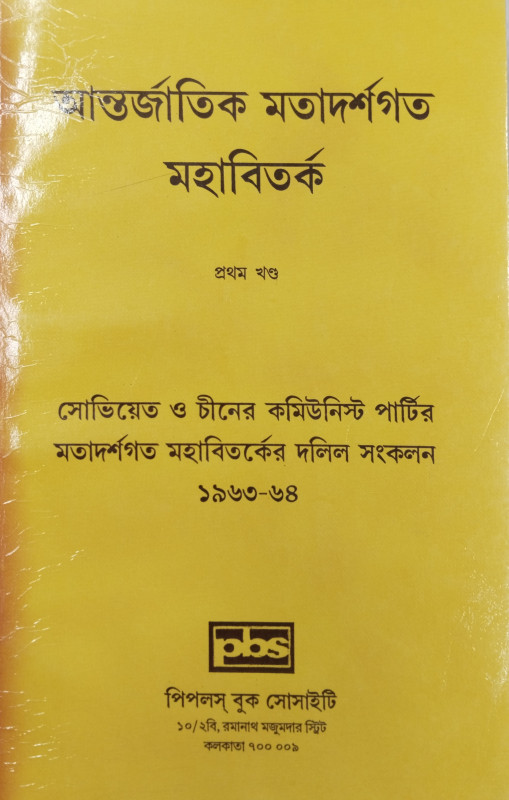 আন্তর্জাতিক মতাদর্শগত
মহাবিতর্ক
প্রথম খণ্ড
সোভিয়েত ও চীনের কমিউনিস্ট পার্টির
মতাদর্শগত মহাবিতর্কের দলিল সংকলন
১৯৬৩-৬৪
pbs
পিপলস্ বুক সোসাইটি
১০/২বি, রমানাথ মজুমদার স্ট্রিট
কলকাতা ৭০০ ০০৯